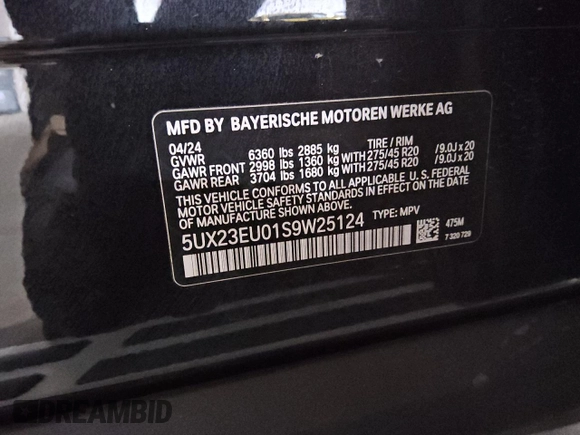 MFD BY BAYERISCHE MOTOREN WERKE AG
04/24 TIRE / RIM
GVWR 6360 lbs 2885 kg
GAWR FRONT 2998 lbs 1360 kg WITH 275/45 R20 /9.0J x 20
GAWR REAR 3704 lbs 1680 kg WITH 275/45 R20 /9.0J x 20
THIS VEHICLE CONFORMS TO ALL APPLICABLE U.S. FEDERAL
MOTOR VEHICLE SAFETY STANDARDS IN EFFECT ON THE DATE
OF MANUFACTURE SHOWN ABOVE.
5UX23EU01S9W25124 TYPE: MPV
475M
7 320 729
DREAMBID